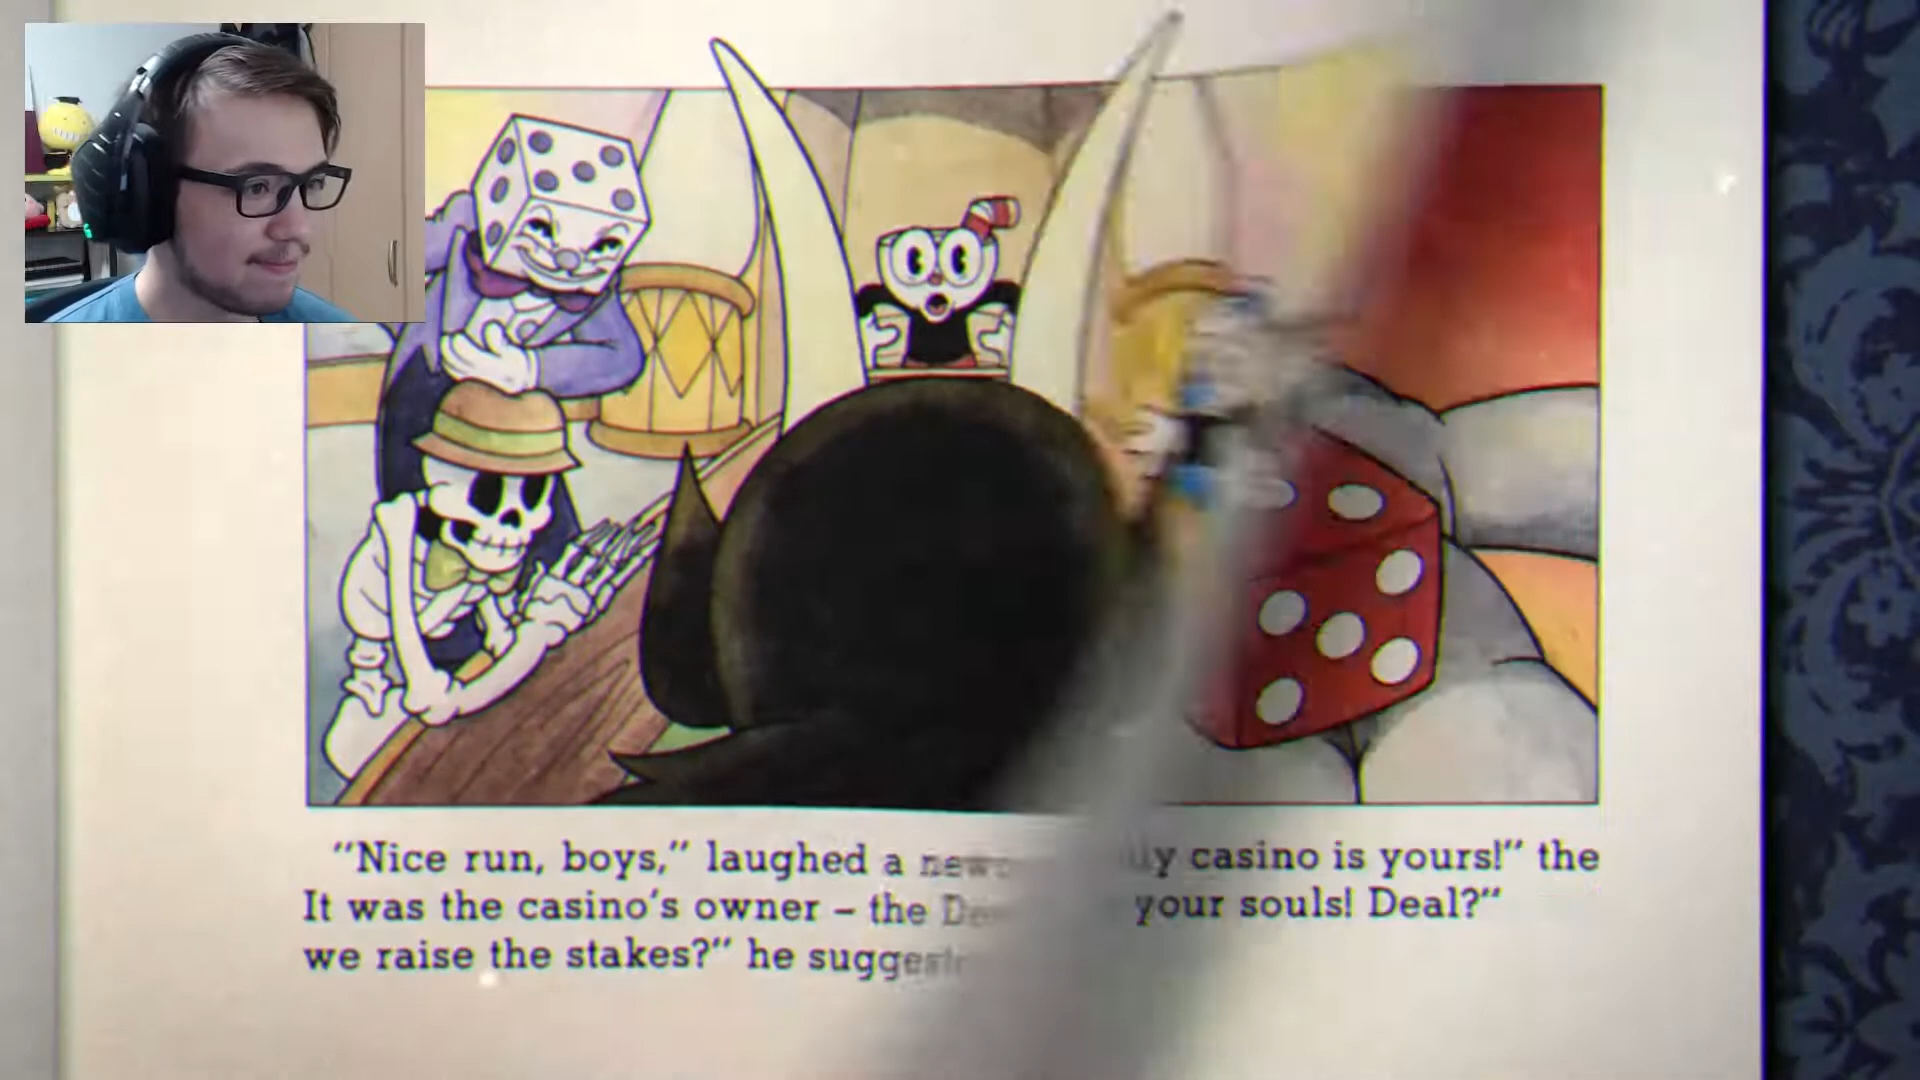 “Nice run, boys,” laughed a
It was the casino’s owner – the
we raise the stakes?” he
casino is yours!” the
your souls! Deal?”